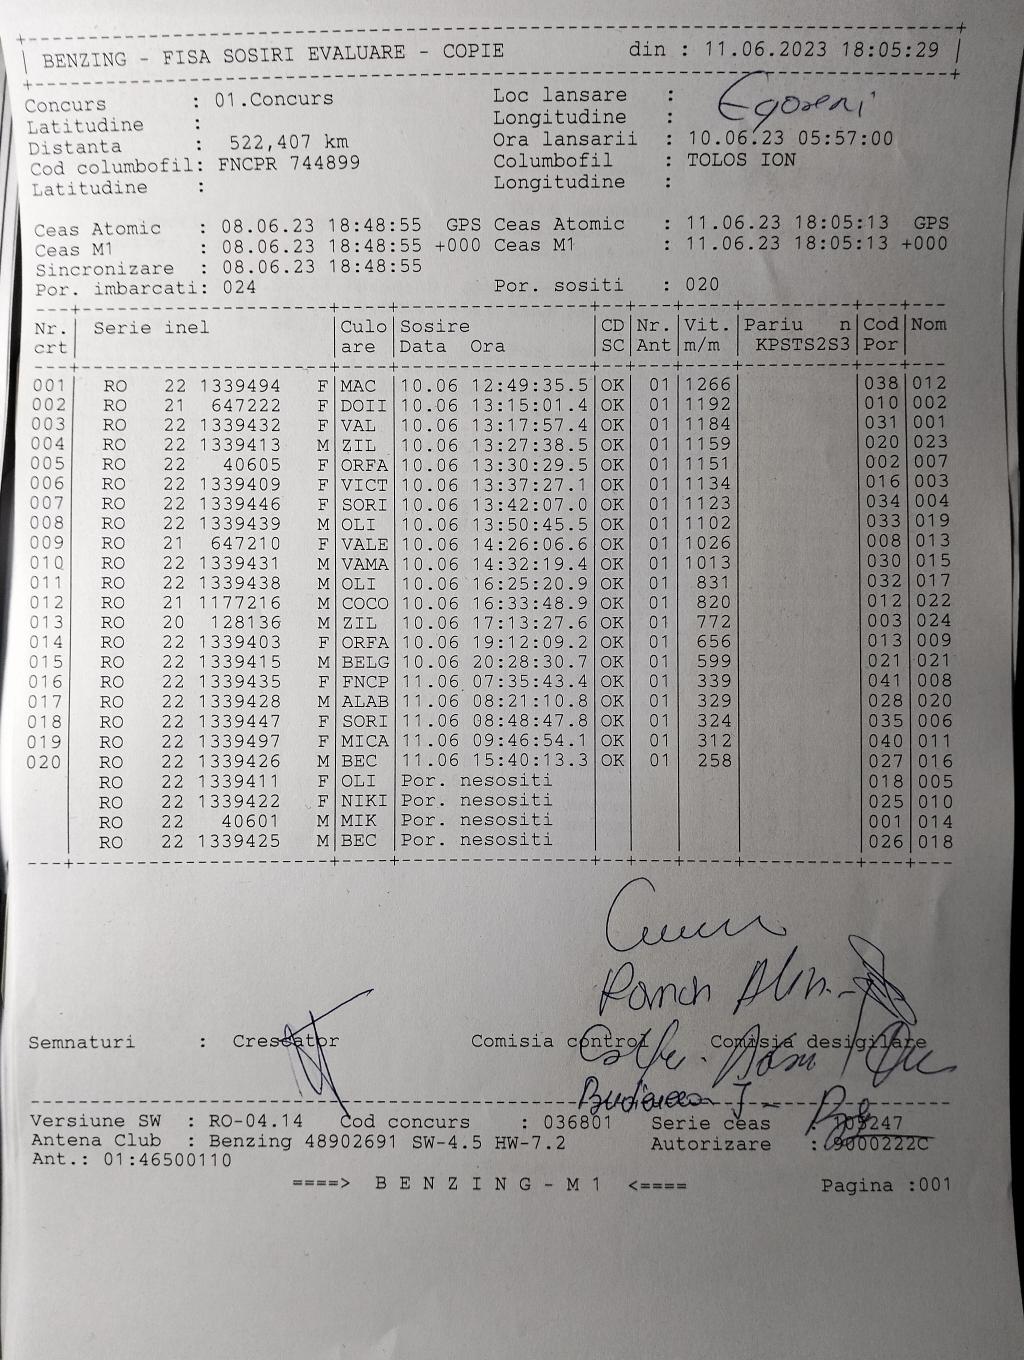 BENZING - FISA SOSIRI EVALUARE - COPIE din : 11.06.2023 18:05:29
Concurs : 01.Concurs Loc lansare : Egoseni
Latitudine : Longitudine :
Distanta : 522,407 km Ora lansarii : 10.06.23 05:57:00
Cod columbofil: FNCPR 744899 Columbofil : TOLOS ION
Latitudine : Longitudine :
Ceas Atomic : 08.06.23 18:48:55 GPS Ceas Atomic : 11.06.23 18:05:13 GPS
Ceas M1 : 08.06.23 18:48:55 +000 Ceas M1 : 11.06.23 18:05:13 +000
Sincronizare : 08.06.23 18:48:55
Por. imbarcati: 024 Por. sositi : 020
Nr. Serie inel Culo Sosire CD Nr. Vit. Pariu n Cod Nom
crt are Data Ora SC Ant m/m KPSTS2S3 Por
001 RO 22 1339494 F MAC 10.06 12:49:35.5 OK 01 1266 038 012
002 RO 21 647222 F DOII 10.06 13:15:01.4 OK 01 1192 010 002
003 RO 22 1339432 F VAL 10.06 13:17:57.4 OK 01 1184 031 001
004 RO 22 1339413 M ZIL 10.06 13:27:38.5 OK 01 1159 020 023
005 RO 22 40605 F ORFA 10.06 13:30:29.5 OK 01 1151 002 007
006 RO 22 1339409 F VICT 10.06 13:37:27.1 OK 01 1134 016 003
007 RO 22 1339446 F SORI 10.06 13:42:07.0 OK 01 1123 034 004
008 RO 22 1339439 M OLI 10.06 13:50:45.5 OK 01 1102 033 019
009 RO 21 647210 F VALE 10.06 14:26:06.6 OK 01 1026 008 013
010 RO 22 1339431 M VAMA 10.06 14:32:19.4 OK 01 1013 030 015
011 RO 22 1339438 M OLI 10.06 16:25:20.9 OK 01 831 032 017
012 RO 21 1177216 M COCO 10.06 16:33:48.9 OK 01 820 012 022
013 RO 20 128136 M ZIL 10.06 17:13:27.6 OK 01 772 003 024
014 RO 22 1339403 F ORFA 10.06 19:12:09.2 OK 01 656 013 009
015 RO 22 1339415 M BELG 10.06 20:28:30.7 OK 01 599 021 021
016 RO 22 1339435 F FNCP 11.06 07:35:43.4 OK 01 339 041 008
017 RO 22 1339428 M ALAB 11.06 08:21:10.8 OK 01 329 028 020
018 RO 22 1339447 F SORI 11.06 08:48:47.8 OK 01 324 035 006
019 RO 22 1339497 F MICA 11.06 09:46:54.1 OK 01 312 040 011
020 RO 22 1339426 M BEC 11.06 15:40:13.3 OK 01 258 027 016
RO 22 1339411 F OLI Por. nesositi 018 005
RO 22 1339422 F NIKI Por. nesositi 025 010
RO 22 40601 M MIK Por. nesositi 001 014
RO 22 1339425 M BEC Por. nesositi 026 018
Semnaturi : Crescator Comisia control Comisia desigilare
Versiune SW : RO-04.14 Cod concurs : 036801 Serie ceas : 105247
Antena Club : Benzing 48902691 SW-4.5 HW-7.2 Autorizare : 9000222C
Ant.: 01:46500110
====> B E N Z I N G - M 1 <==== Pagina :001